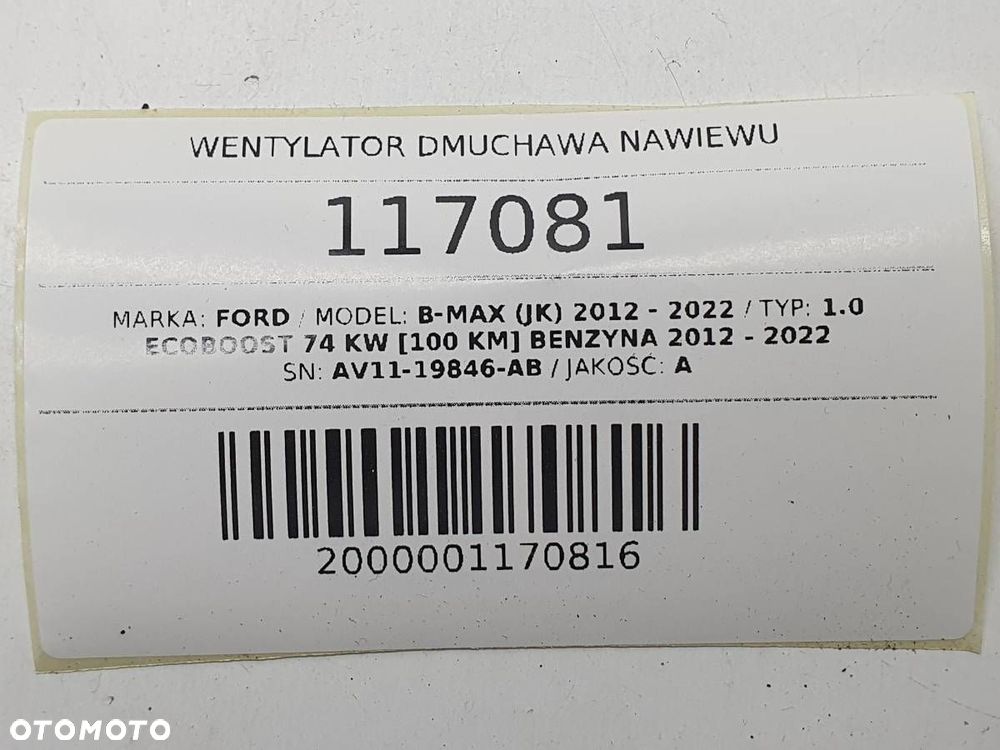 WENTYLATOR DMUCHAWA NAWIEWU
117081
MARKA: FORD / MODEL: B-MAX (JK) 2012 - 2022 / TYP: 1.0
ECOBOOST 74 KW [100 KM] BENZYNA 2012 - 2022
SN: AV11-19846-AB / JAKOŚĆ: A
2000001170816
OTOMOTO